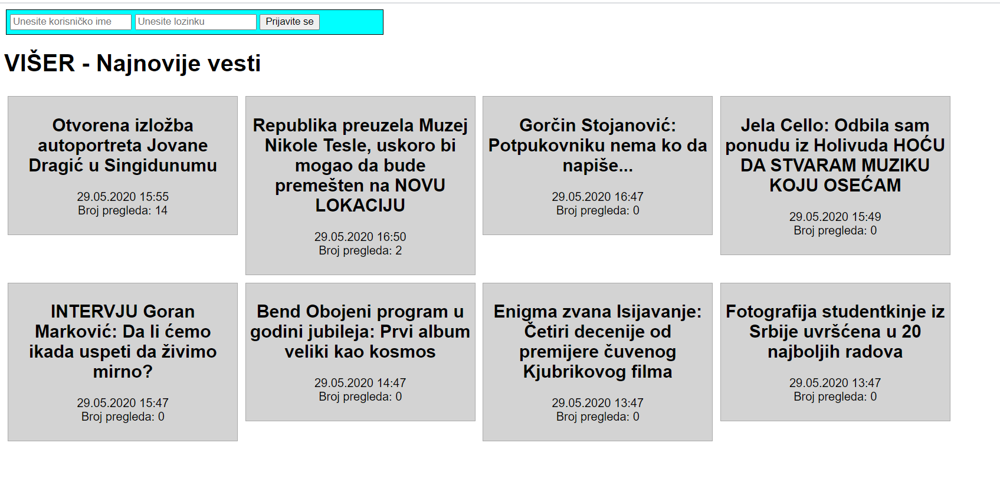 Unesite korisničko ime Unesite lozinku Prijavite se
VIŠER - Najnovije vesti
Otvorena izložba
autoportreta Jovane
Dragić u Singidunumu
29.05.2020 15:55
Broj pregleda: 14
Republika preuzela Muzej
Nikole Tesle, uskoro bi
mogao da bude
premešten na NOVU
LOKACIJU
29.05.2020 16:50
Broj pregleda: 2
Gorčin Stojanović:
Potpukovniku nema ko da
napiše...
29.05.2020 16:47
Broj pregleda: 0
Jela Cello: Odbila sam
ponudu iz Holivuda HOĆU
DA STVARAM MUZIKU
KOJU OSEĆAM
29.05.2020 15:49
Broj pregleda: 0
INTERVJU Goran
Marković: Da li ćemo
ikada uspeti da živimo
mirno?
29.05.2020 15:47
Broj pregleda: 0
Bend Obojeni program u
godini jubileja: Prvi album
veliki kao kosmos
29.05.2020 14:47
Broj pregleda: 0
Enigma zvana Isijavanje:
Četiri decenije od
premijere čuvenog
Kjubrikovog filma
29.05.2020 13:47
Broj pregleda: 0
Fotografija studentkinje iz
Srbije uvršćena u 20
najboljih radova
29.05.2020 13:47
Broj pregleda: 0